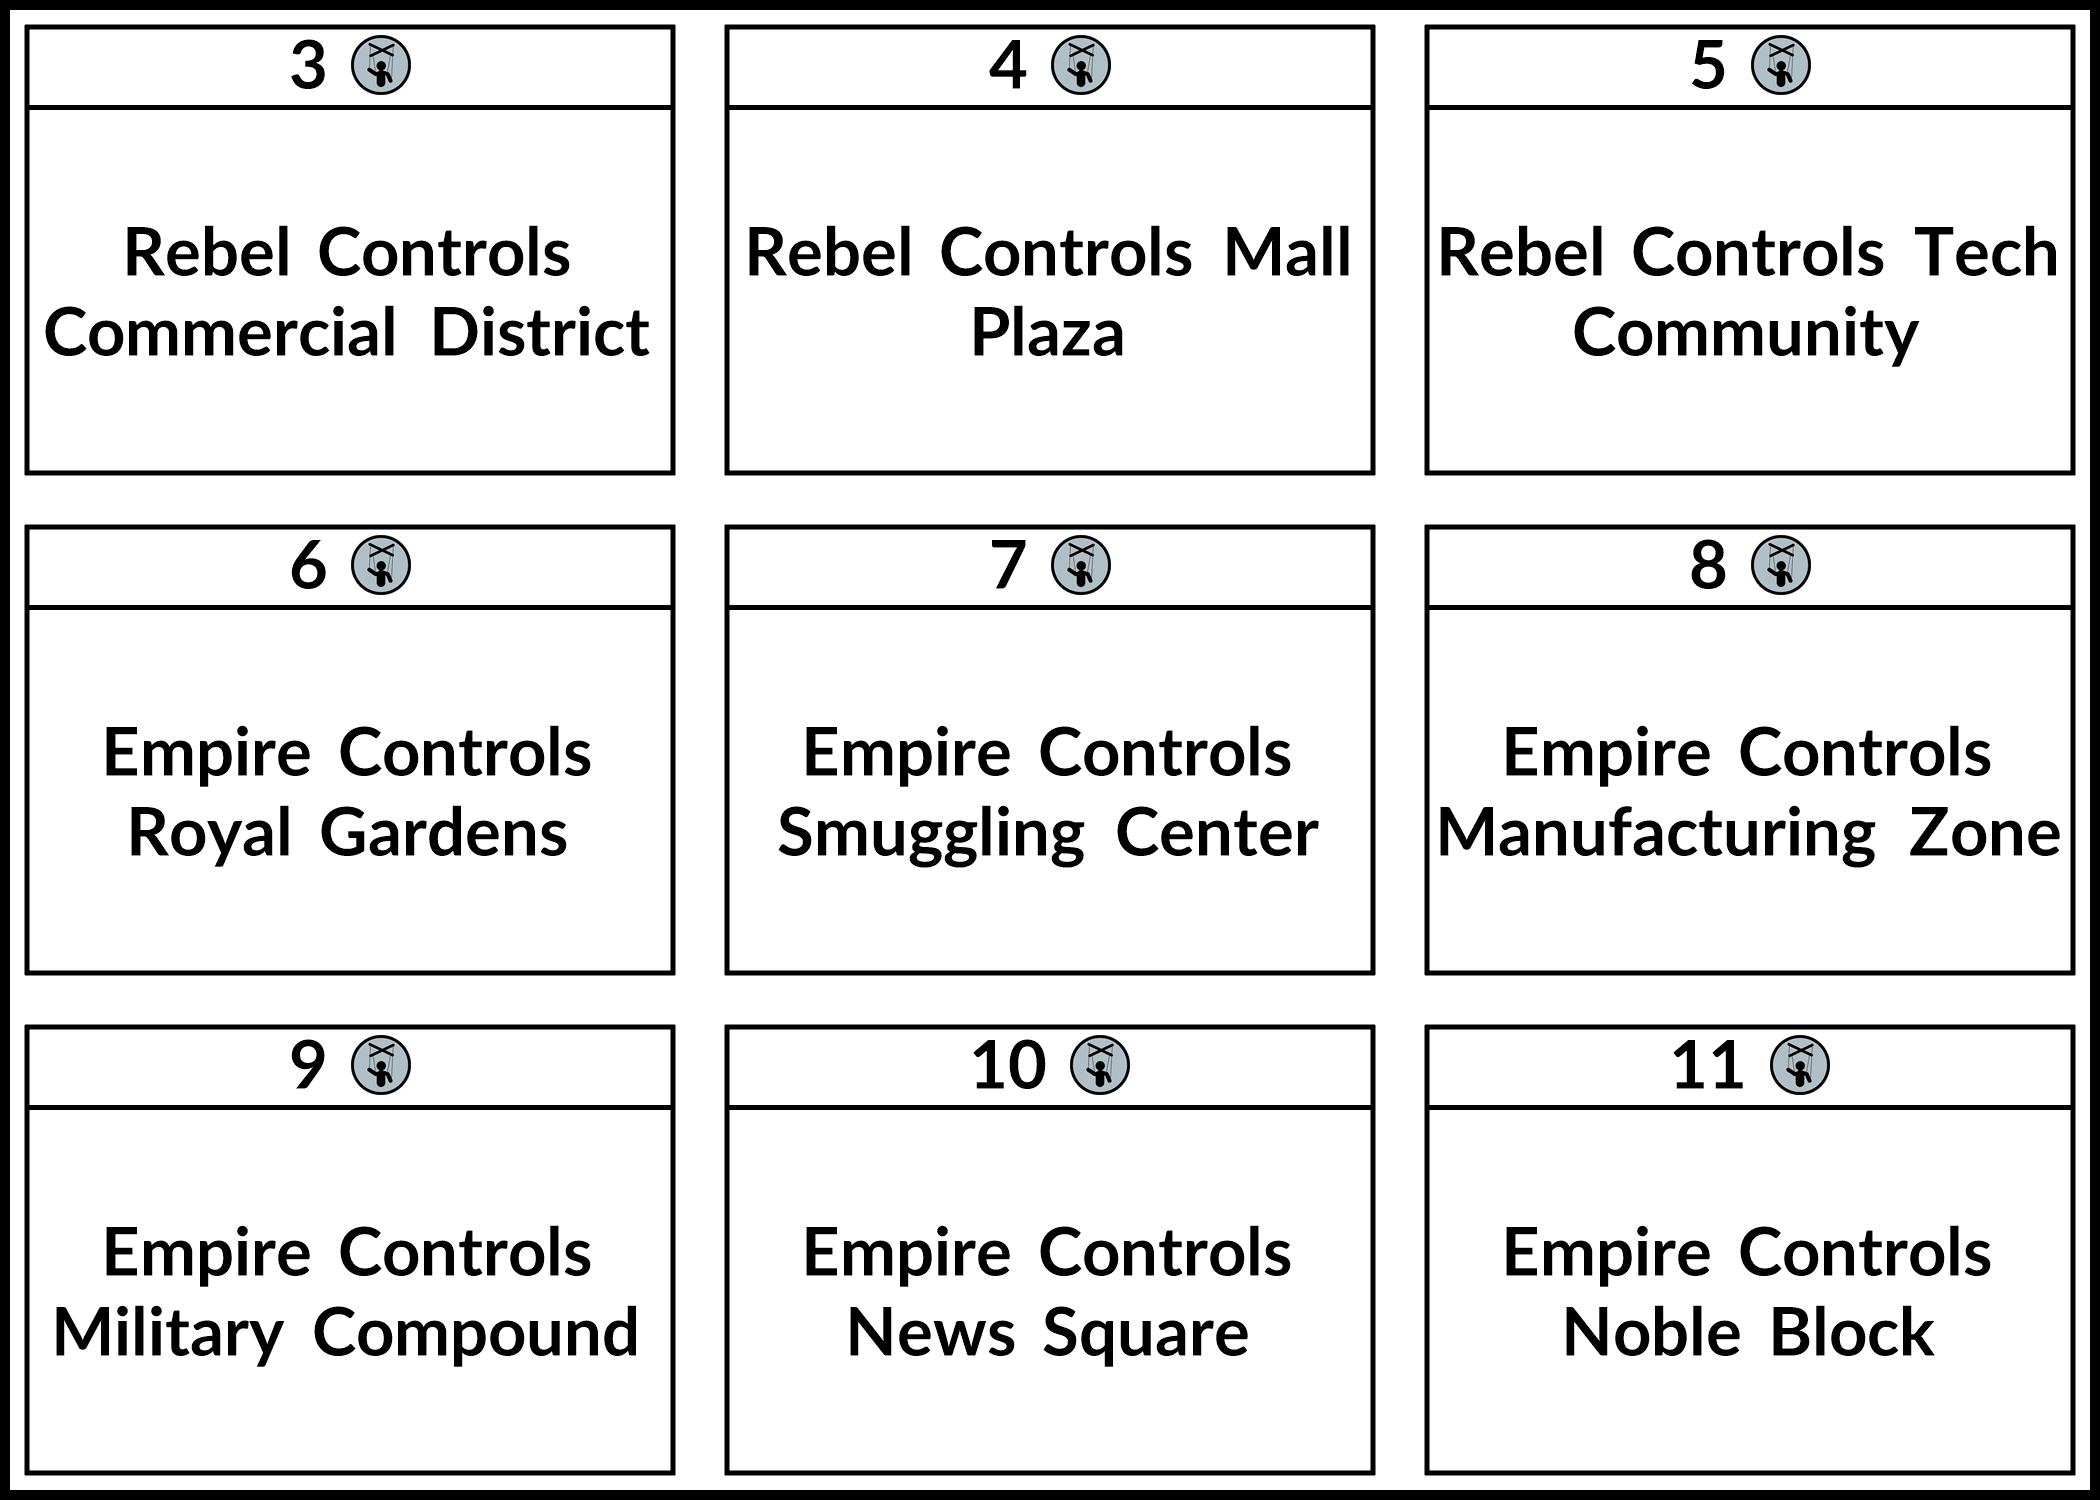 3
Rebel Controls
Commercial District
4
Rebel Controls Mall
Plaza
5
Rebel Controls Tech
Community
6
Empire Controls
Royal Gardens
7
Empire Controls
Smuggling Center
8
Empire Controls
Manufacturing Zone
9
Empire Controls
Military Compound
10
Empire Controls
News Square
11
Empire Controls
Noble Block